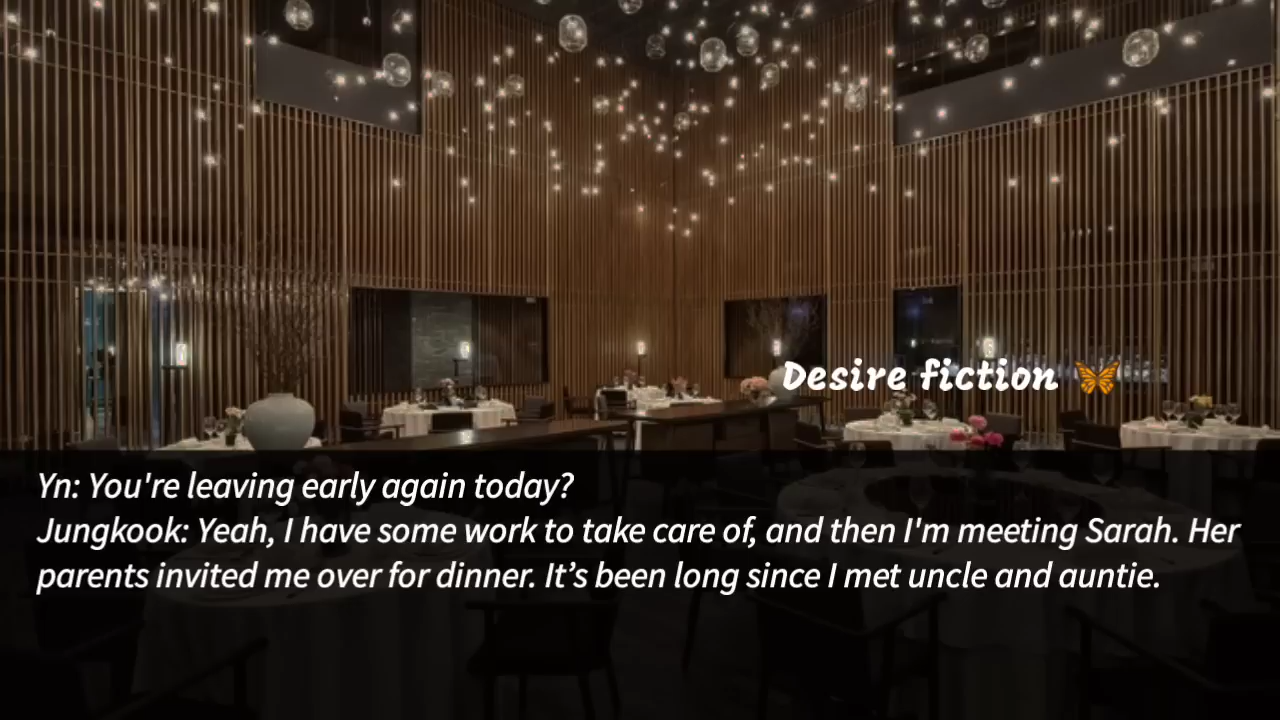 Desire fiction 🦋
Yn: You're leaving early again today?
Jungkook: Yeah, I have some work to take care of, and then I'm meeting Sarah. Her
parents invited me over for dinner. It’s been long since I met uncle and auntie.